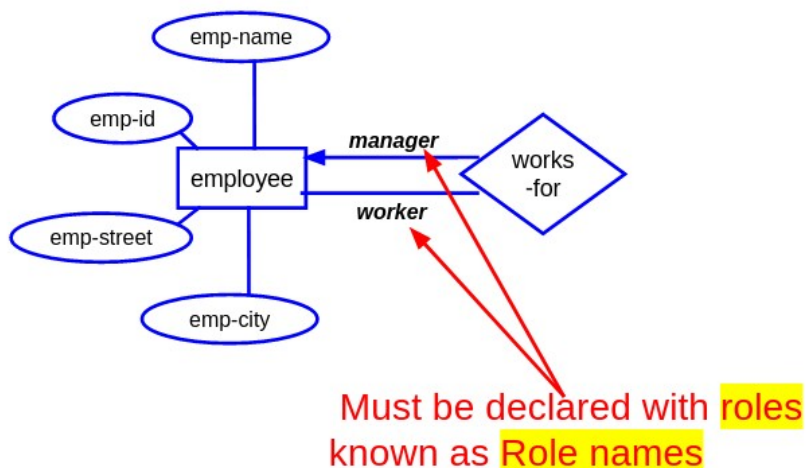 emp-name
emp-id
manager
works
-for
employee
worker
emp-street
emp-city
Must be declared with roles
known as Role names